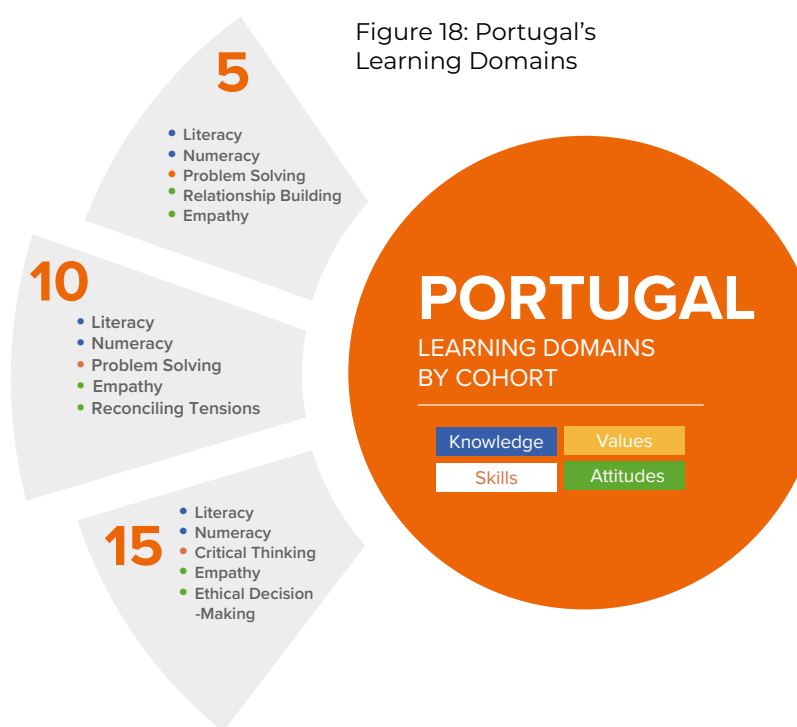 Figure 18: Portugal's
Learning Domains
5
Literacy
Numeracy
Problem Solving
Relationship Building
Empathy
10
Literacy
Numeracy
Problem Solving
Empathy
Reconciling Tensions
15
Literacy
Numeracy
Critical Thinking
Empathy
Ethical Decision
-Making
PORTUGAL
LEARNING DOMAINS
BY COHORT
Knowledge
Values
Skills
Attitudes